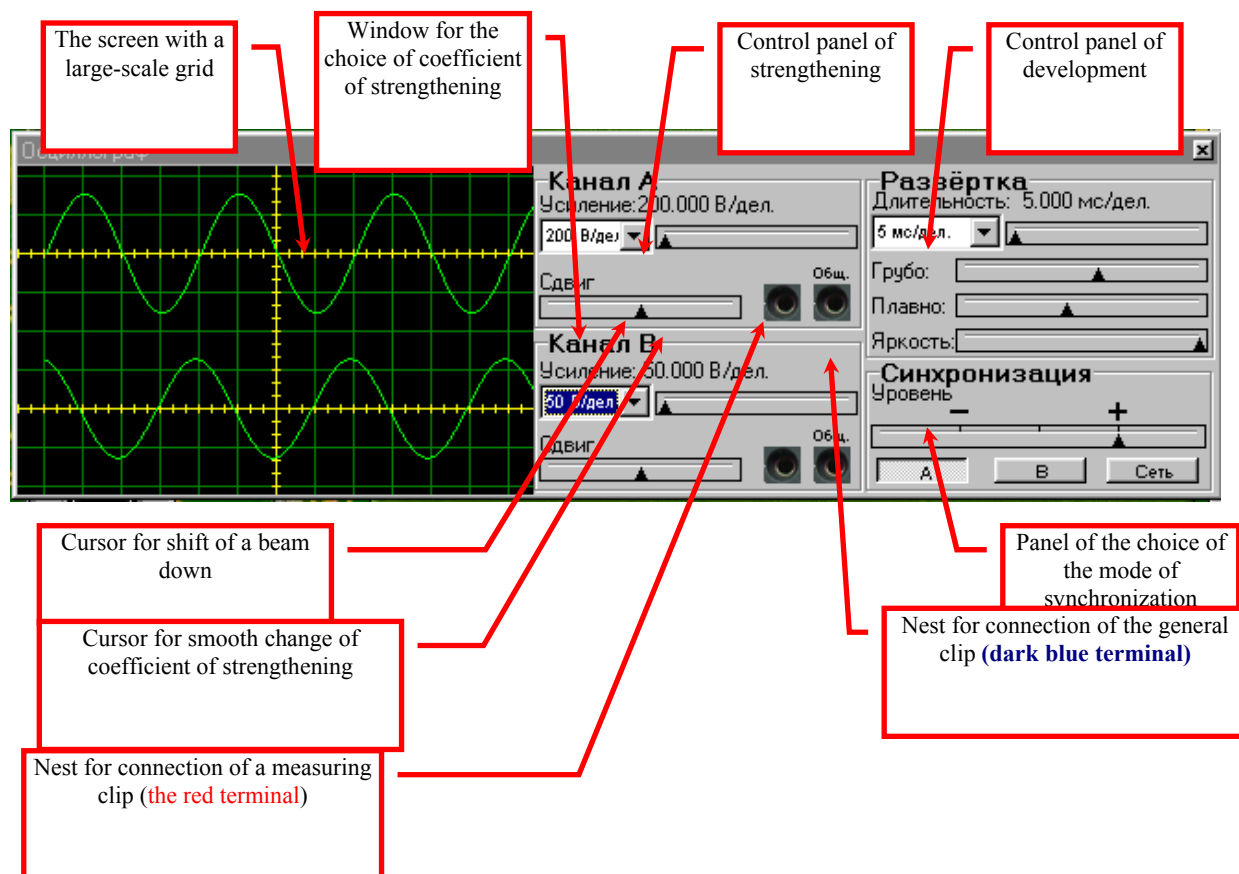 The screen with a
large-scale grid
Window for the
choice of coefficient
of strengthening
Control panel of
strengthening
Control panel of
development
Осциллограф
Канал А
Усиление: 200.000 В/дел.
200 В/дел
Сдвиг
Общ.
Канал В
Усиление: 50.000 В/дел.
50 В/дел
Сдвиг
Общ.
Развёртка
Длительность: 5.000 мс/дел.
5 мс/дел.
Грубо:
Плавно:
Яркость:
Синхронизация
Уровень
− +
А В Сеть
Cursor for shift of a beam
down
Cursor for smooth change of
coefficient of strengthening
Nest for connection of a measuring
clip (the red terminal)
Panel of the choice of
the mode of
synchronization
Nest for connection of the general
clip (dark blue terminal)